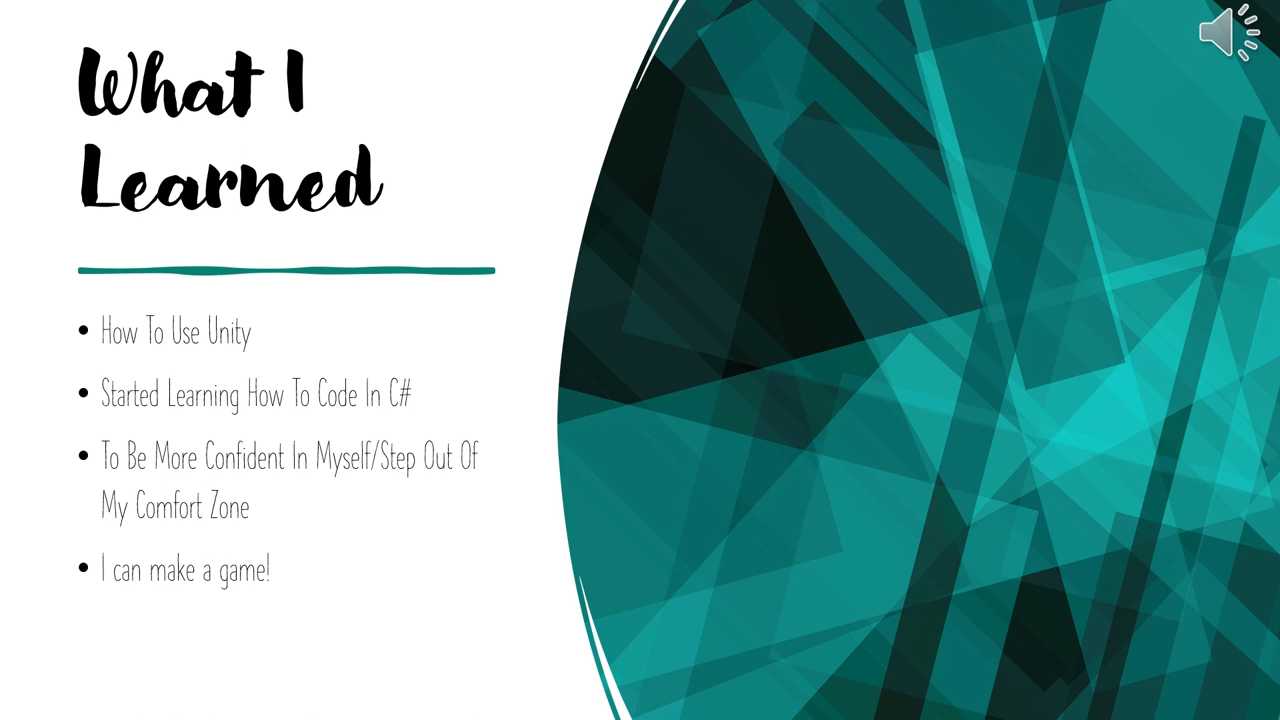 What I
Learned
• How To Use Unity
• Started Learning How To Code In C#
• To Be More Confident In Myself/Step Out Of
My Comfort Zone
• I can make a game!